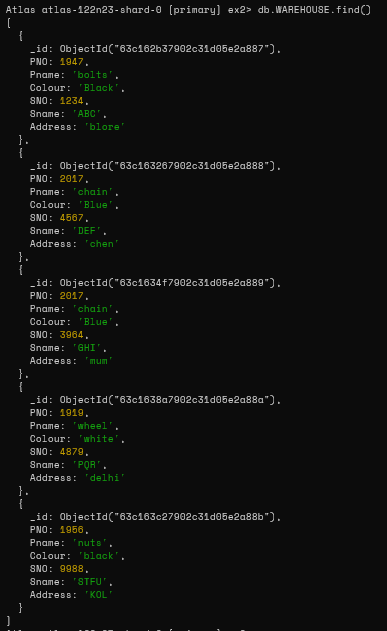 Atlas atlas-122n23-shard-0 [primary] ex2> db.WAREHOUSE.find()
[
  {
    _id: ObjectId("63c162b37902c31d05e2a887"),
    PNO: 1947,
    Pname: 'bolts',
    Colour: 'Black',
    SNO: 1234,
    Sname: 'ABC',
    Address: 'blore'
  },
  {
    _id: ObjectId("63c163267902c31d05e2a888"),
    PNO: 2017,
    Pname: 'chain',
    Colour: 'Blue',
    SNO: 4567,
    Sname: 'DEF',
    Address: 'chen'
  },
  {
    _id: ObjectId("63c1634f7902c31d05e2a889"),
    PNO: 2017,
    Pname: 'chain',
    Colour: 'Blue',
    SNO: 3964,
    Sname: 'GHI',
    Address: 'mum'
  },
  {
    _id: ObjectId("63c1638a7902c31d05e2a88a"),
    PNO: 1919,
    Pname: 'wheel',
    Colour: 'white',
    SNO: 4879,
    Sname: 'PQR',
    Address: 'delhi'
  },
  {
    _id: ObjectId("63c163c27902c31d05e2a88b"),
    PNO: 1956,
    Pname: 'nuts',
    Colour: 'black',
    SNO: 9988,
    Sname: 'STFU',
    Address: 'KOL'
  }
]